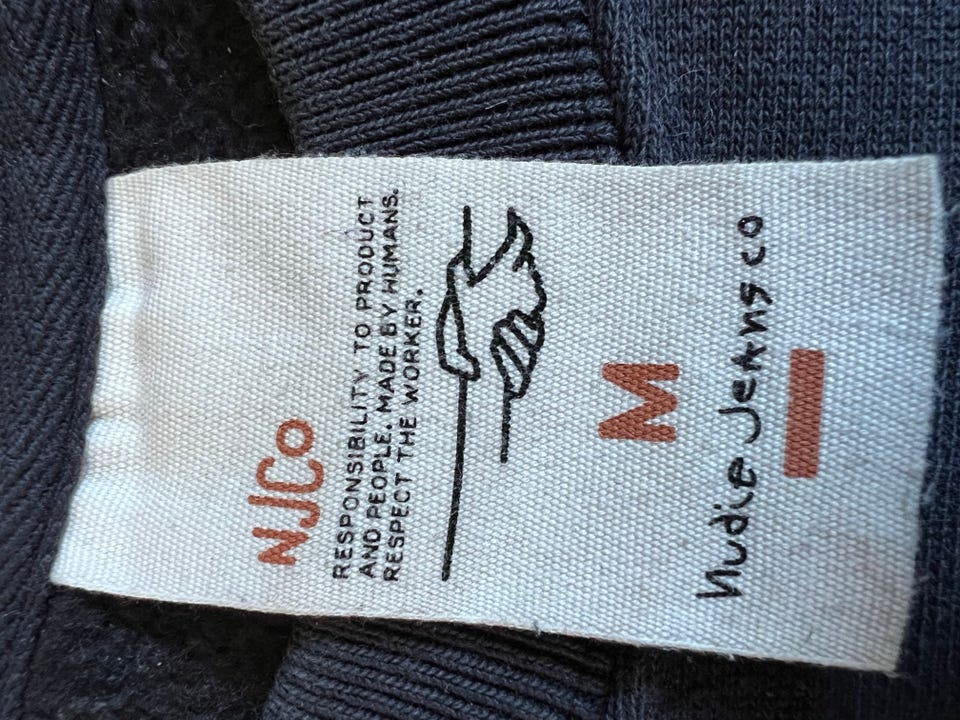 NJCo
RESPONSIBILITY TO PRODUCT
AND PEOPLE. MADE BY HUMANS.
RESPECT THE WORKER.
M
Nudie Jeans co